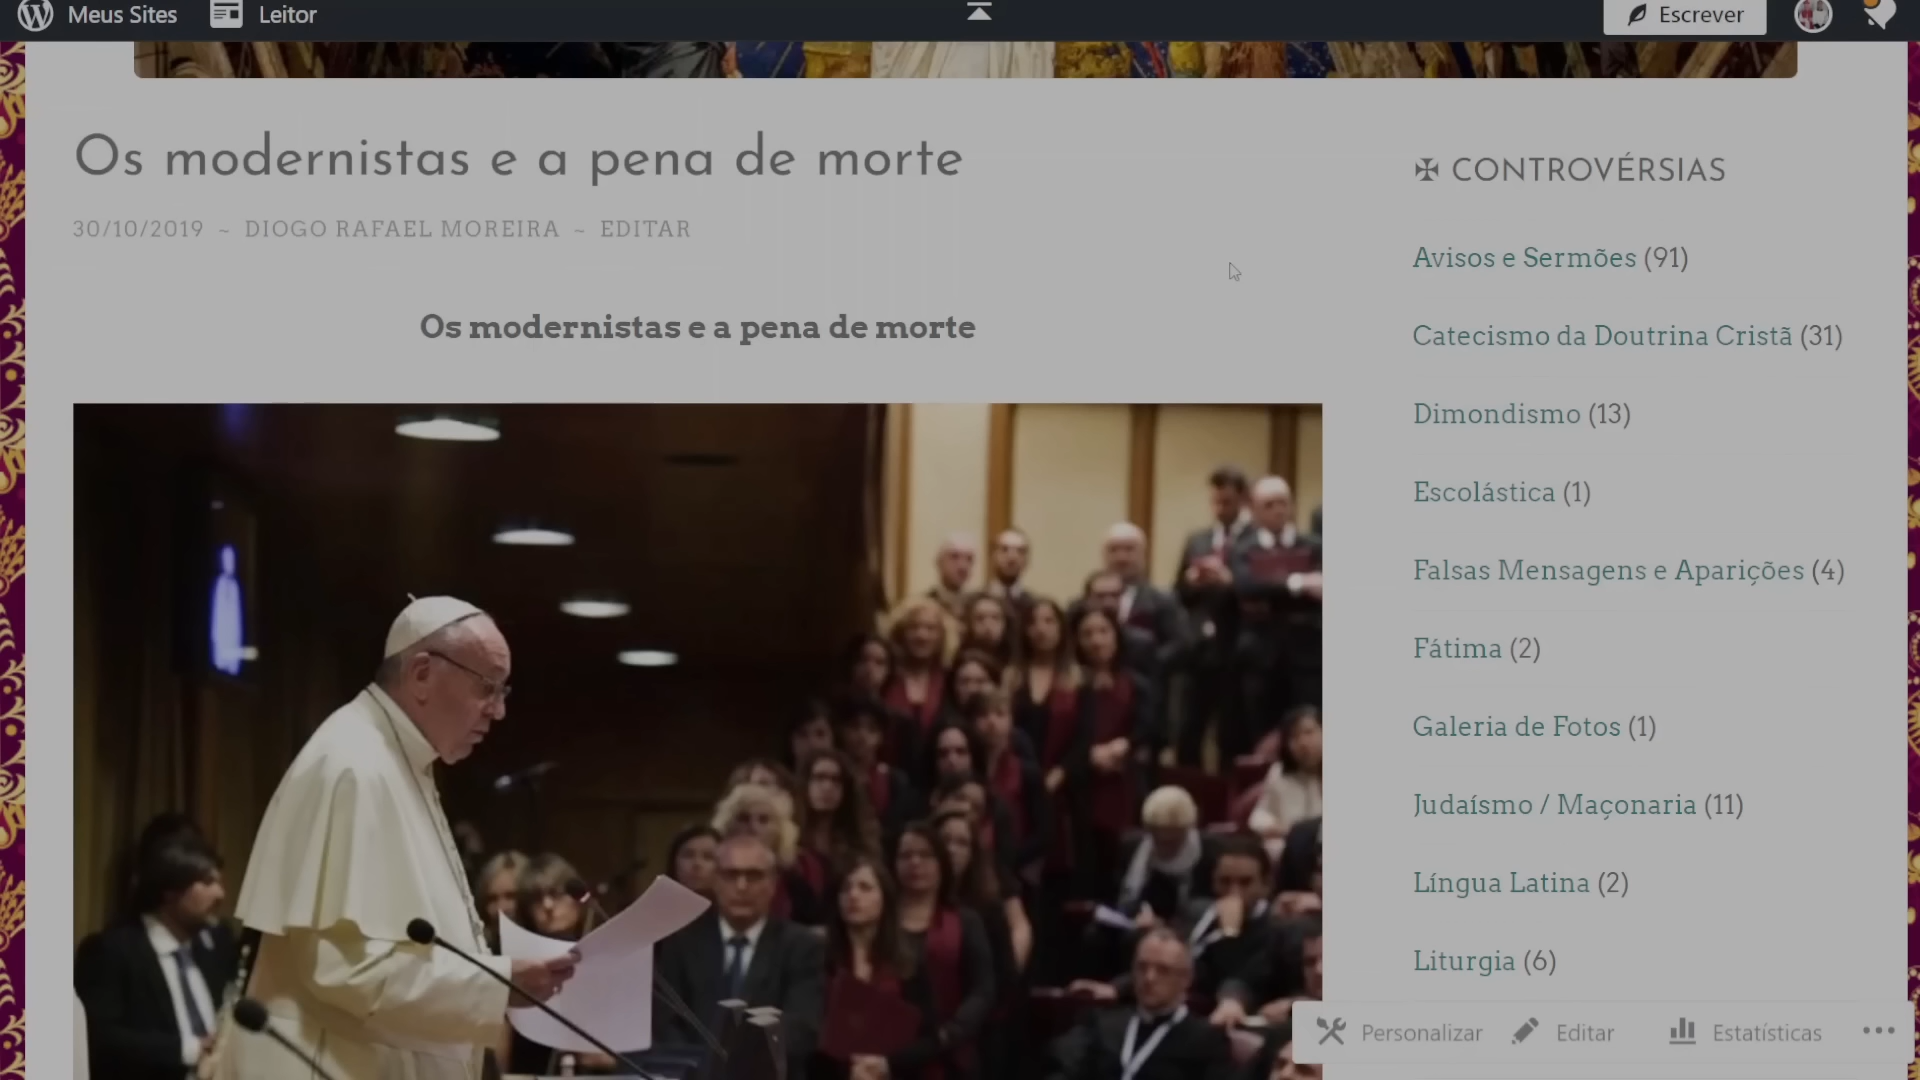 Meus Sites
Leitor
Escrever
Os modernistas e a pena de morte
30/10/2019 ~ DIOGO RAFAEL MOREIRA ~ EDITAR
Os modernistas e a pena de morte
✠ CONTROVÉRSIAS
Avisos e Sermões (91)
Catecismo da Doutrina Cristã (31)
Dimondismo (13)
Escolástica (1)
Falsas Mensagens e Aparições (4)
Fátima (2)
Galeria de Fotos (1)
Judaísmo / Maçonaria (11)
Língua Latina (2)
Liturgia (6)
Personalizar
Editar
Estatísticas